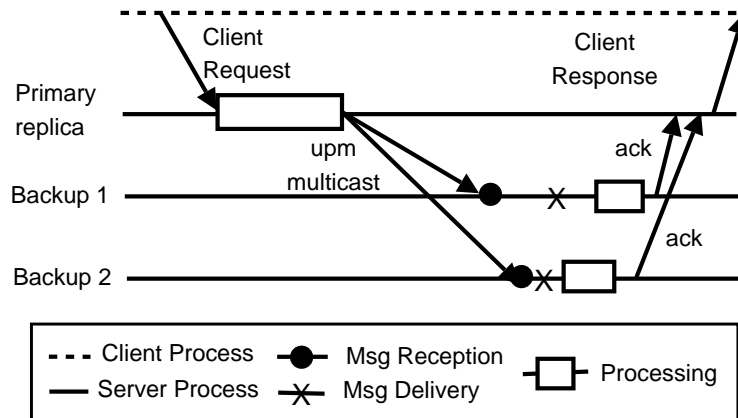 Client
Request
Client
Response
Primary
replica
upm
multicast
ack
Backup 1
ack
Backup 2
Client Process
Msg Reception
Processing
Server Process
Msg Delivery